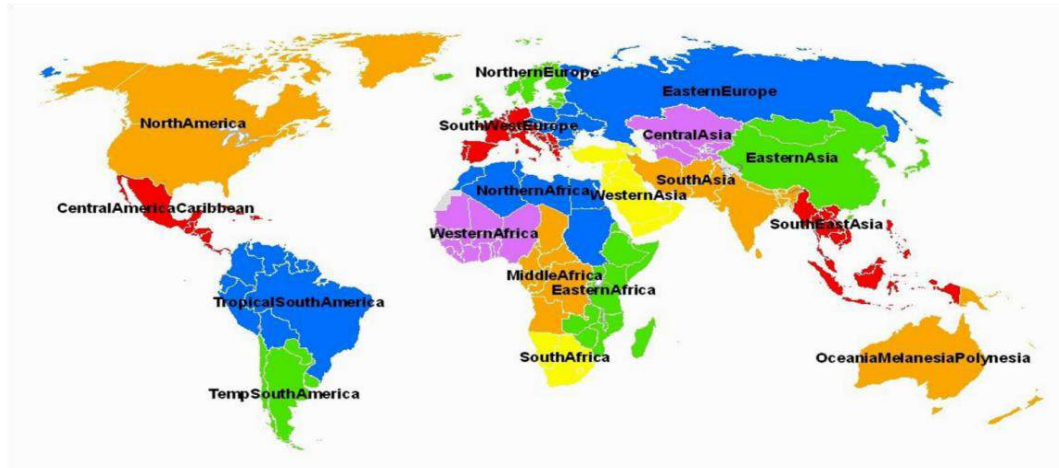 NorthernEurope
EasternEurope
NorthAmerica
SouthWestEurope
CentralAsia
EasternAsia
SouthAsia
NorthernAfrica
WesternAsia
CentralAmericaCaribbean
SouthEastAsia
WesternAfrica
MiddleAfrica
EasternAfrica
TropicalSouthAmerica
SouthAfrica
OceaniaMelanesiaPolynesia
TempSouthAmerica